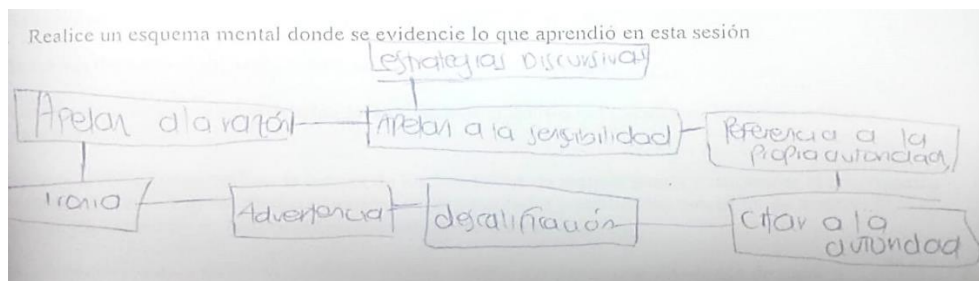 Realice un esquema mental donde se evidencie lo que aprendió en esta sesión
Estrategias Discursivas
Apelan a la razón
Apelan a la sensibilidad
Referencia a la
propia autoridad
ironia
Advertencia
descalificación
Citar a la
autoridad